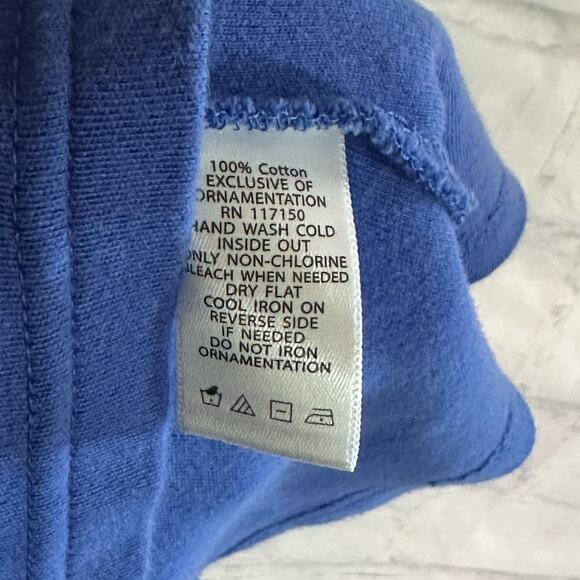 100% Cotton
EXCLUSIVE OF
ORNAMENTATION
RN 117150
HAND WASH COLD
INSIDE OUT
ONLY NON-CHLORINE
BLEACH WHEN NEEDED
DRY FLAT
COOL IRON ON
REVERSE SIDE
IF NEEDED
DO NOT IRON
ORNAMENTATION